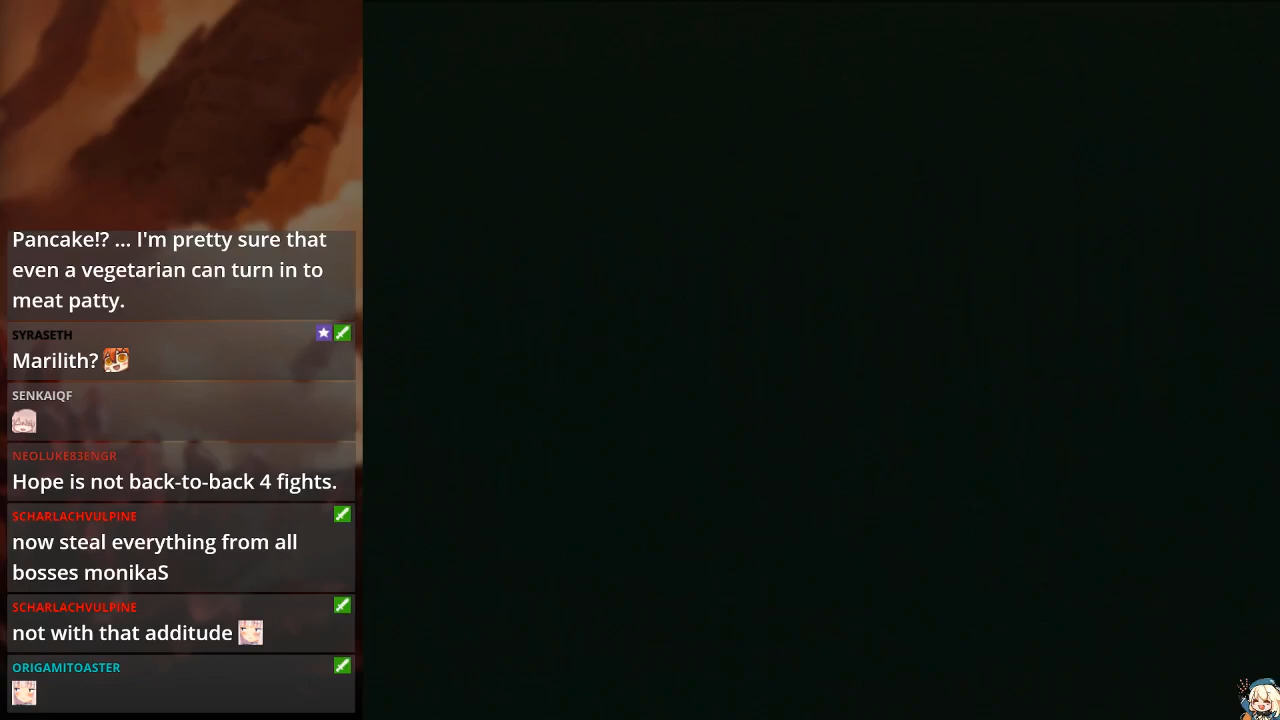 Pancake!? ... I'm pretty sure that
even a vegetarian can turn in to
meat patty.
SYRASETH
Marilith?
SENKAIQF
NEOLUKE83ENGR
Hope is not back-to-back 4 fights.
SCHARLACHVULPINE
now steal everything from all
bosses monikaS
SCHARLACHVULPINE
not with that additude
ORIGAMITOASTER